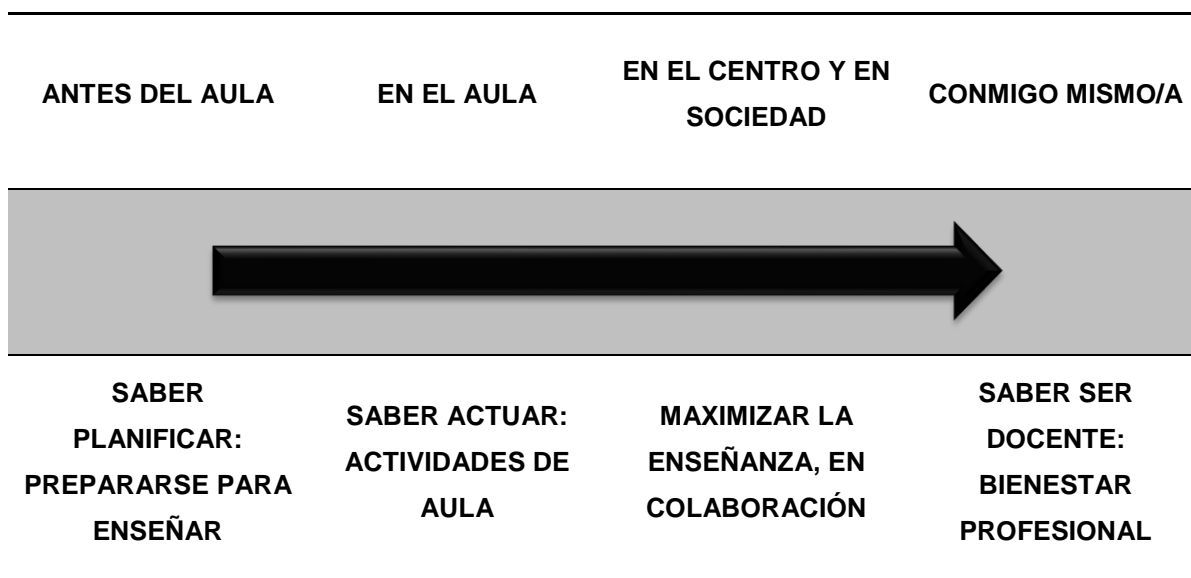 ANTES DEL AULA
EN EL AULA
EN EL CENTRO Y EN
SOCIEDAD
CONMIGO MISMO/A
SABER
PLANIFICAR:
PREPARARSE PARA
ENSEÑAR
SABER ACTUAR:
ACTIVIDADES DE
AULA
MAXIMIZAR LA
ENSEÑANZA, EN
COLABORACIÓN
SABER SER
DOCENTE:
BIENESTAR
PROFESIONAL